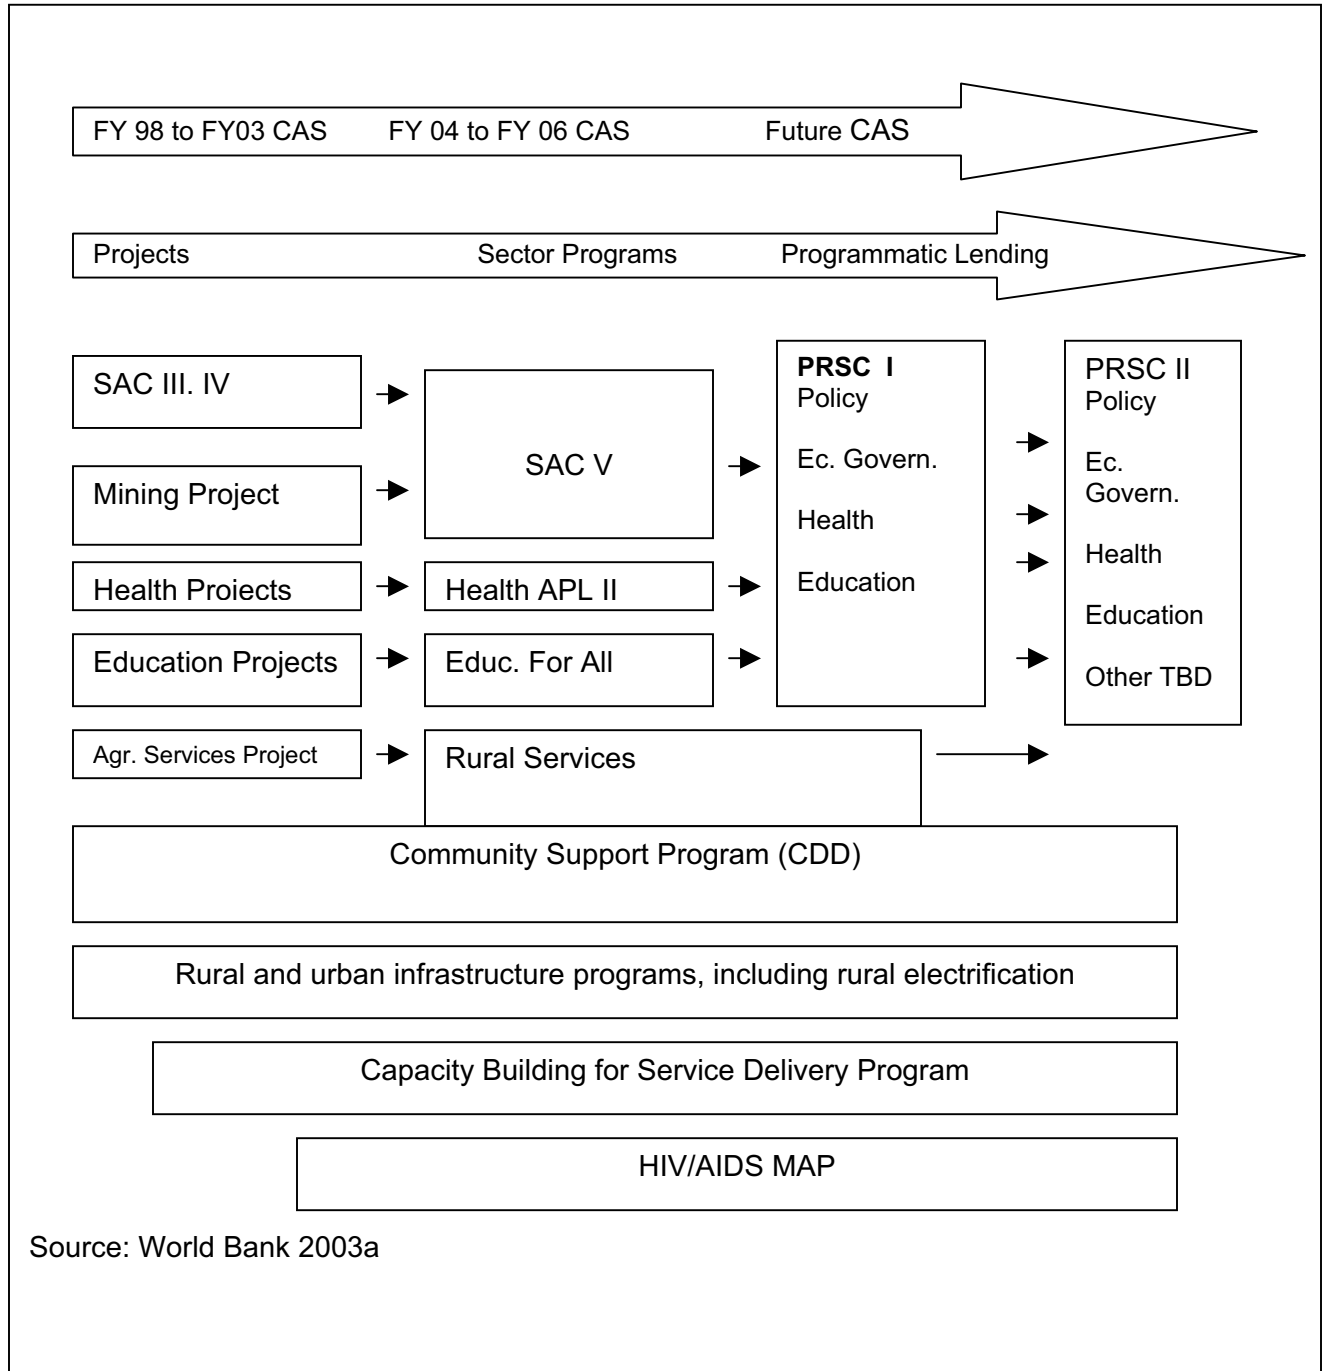 FY 98 to FY03 CAS FY 04 to FY 06 CAS Future CAS
Projects Sector Programs Programmatic Lending
SAC III. IV
Mining Project
Health Projects
Education Projects
Agr. Services Project
SAC V
Health APL II
Educ. For All
Rural Services
PRSC I
Policy
Ec. Govern.
Health
Education
PRSC II
Policy
Ec.
Govern.
Health
Education
Other TBD
Community Support Program (CDD)
Rural and urban infrastructure programs, including rural electrification
Capacity Building for Service Delivery Program
HIV/AIDS MAP
Source: World Bank 2003a